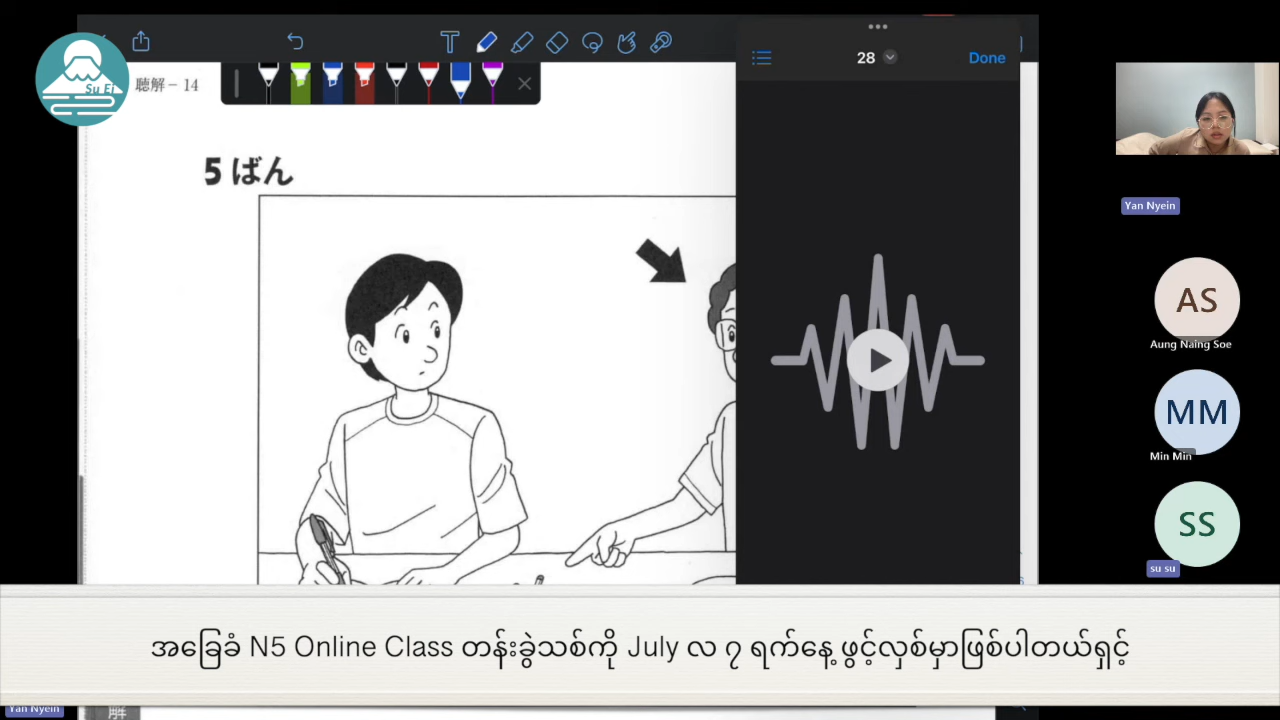 28
Done
Su Ei
聴解－14
5ばん
Yan Nyein
AS
Aung Naing Soe
MM
Min Min
SS
su su
အခြေခံ N5 Online Class တန်းခွဲသစ်ကို July လ ၇ ရက်နေ့ ဖွင့်လှစ်မှာဖြစ်ပါတယ်ရှင့်
Yan Nyein
解